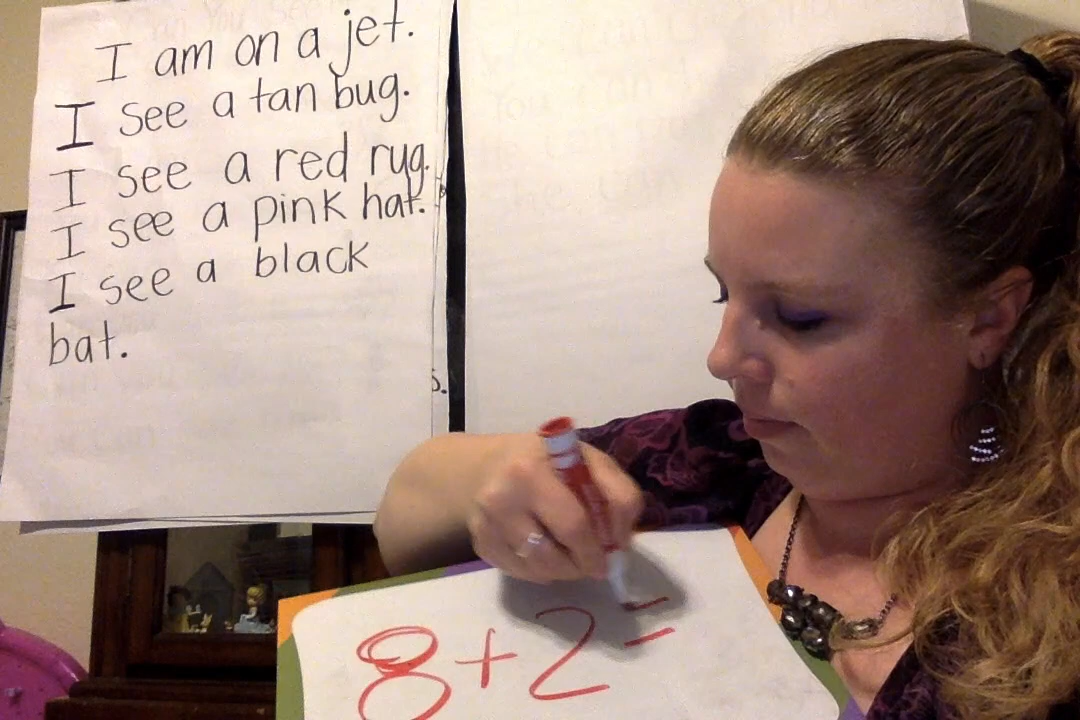 I am on a jet.
I see a tan bug.
I see a red rug.
I see a pink hat.
I see a black
bat.
s.
8+2=